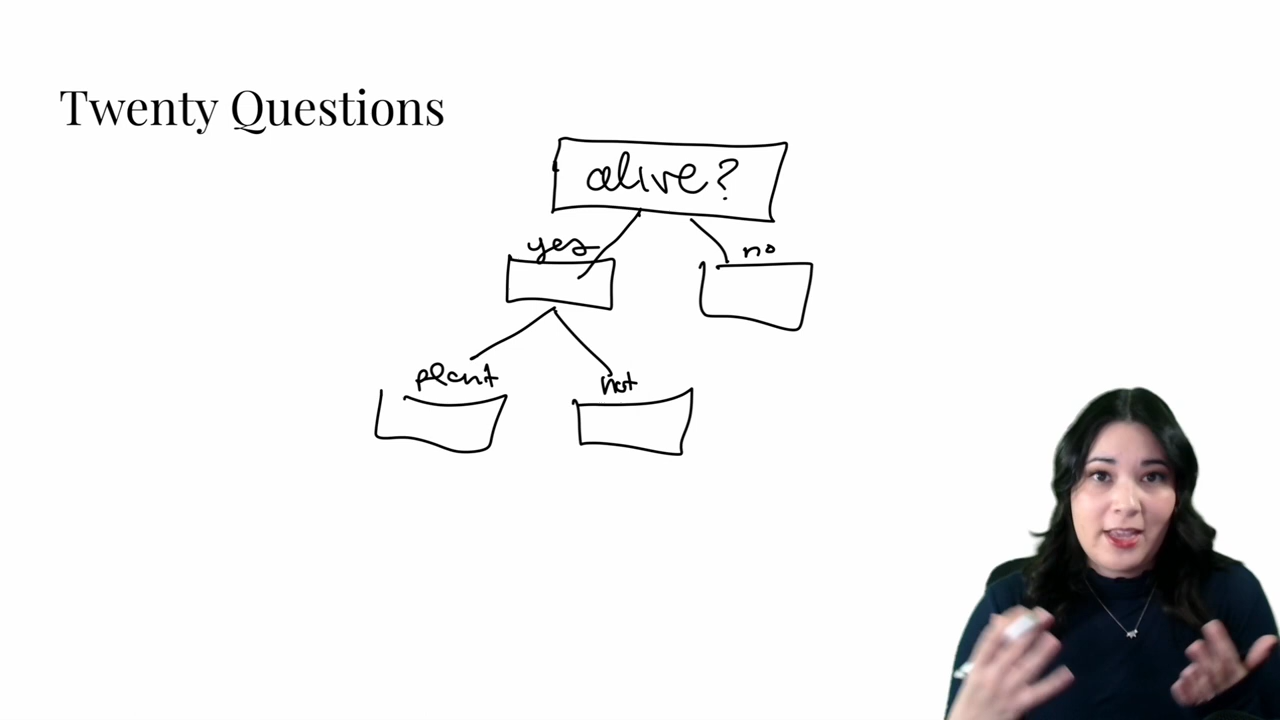 Twenty Questions
alive?
yes
no
plant
not